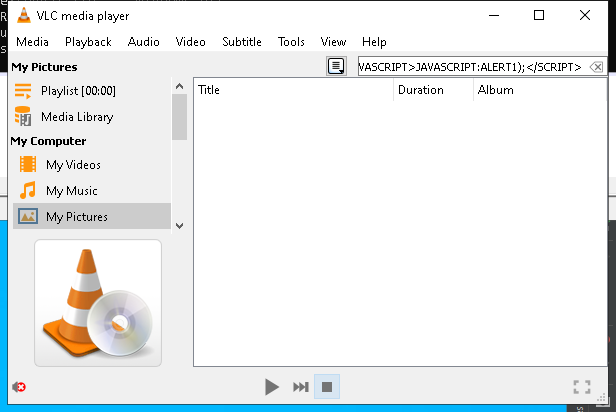 VLC media player
Media Playback Audio Video Subtitle Tools View Help
My Pictures
VASCRIPT>JAVASCRIPT:ALERT1);</SCRIPT>
Playlist [00:00]
Media Library
My Computer
My Videos
My Music
My Pictures
Title Duration Album